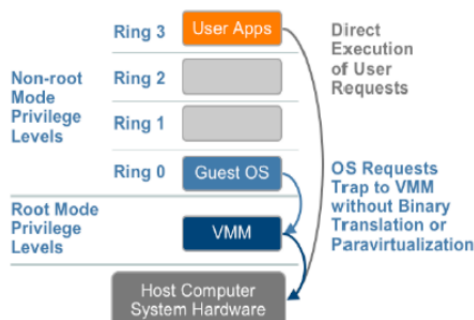 Ring 3
User Apps
Direct
Execution
of User
Requests
Non-root
Mode
Privilege
Levels
Ring 2
Ring 1
Ring 0
Guest OS
OS Requests
Trap to VMM
without Binary
Translation or
Paravirtualization
Root Mode
Privilege
Levels
VMM
Host Computer
System Hardware